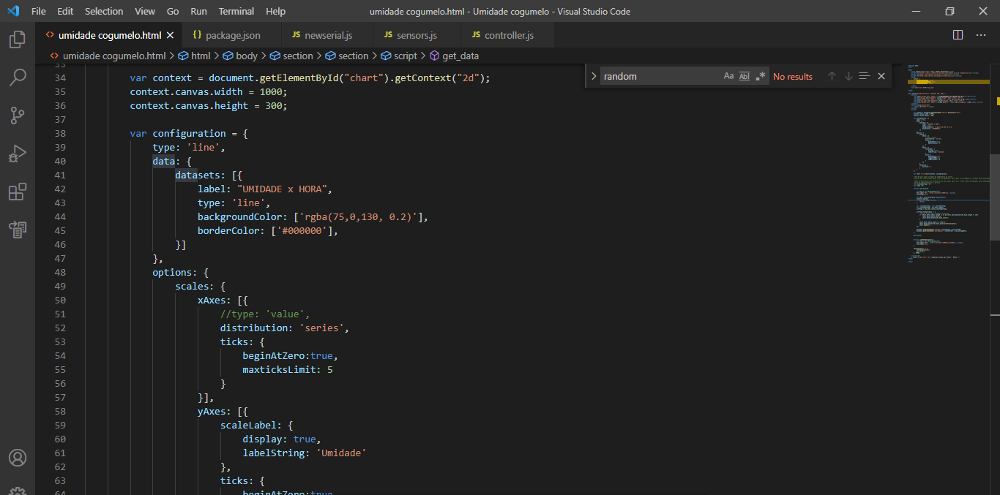 File Edit Selection View Go Run Terminal Help
umidade cogumelo.html - Umidade cogumelo - Visual Studio Code
umidade cogumelo.html
{} package.json
JS newserial.js
JS sensors.js
JS controller.js
umidade cogumelo.html > html > body > section > section > script > get_data
random
Aa Abl .*
No results
33
34 var context = document.getElementById("chart").getContext("2d");
35 context.canvas.width = 1000;
36 context.canvas.height = 300;
37
38 var configuration = {
39 type: 'line',
40 data: {
41 datasets: [{
42 label: "UMIDADE x HORA",
43 type: 'line',
44 backgroundColor: ['rgba(75,0,130, 0.2)'],
45 borderColor: ['#000000'],
46 }]
47 },
48 options: {
49 scales: {
50 xAxes: [{
51 //type: 'value',
52 distribution: 'series',
53 ticks: {
54 beginAtZero:true,
55 maxticksLimit: 5
56 }
57 }],
58 yAxes: [{
59 scaleLabel: {
60 display: true,
61 labelString: 'Umidade'
62 },
63 ticks: {
64 beginAtZero:true